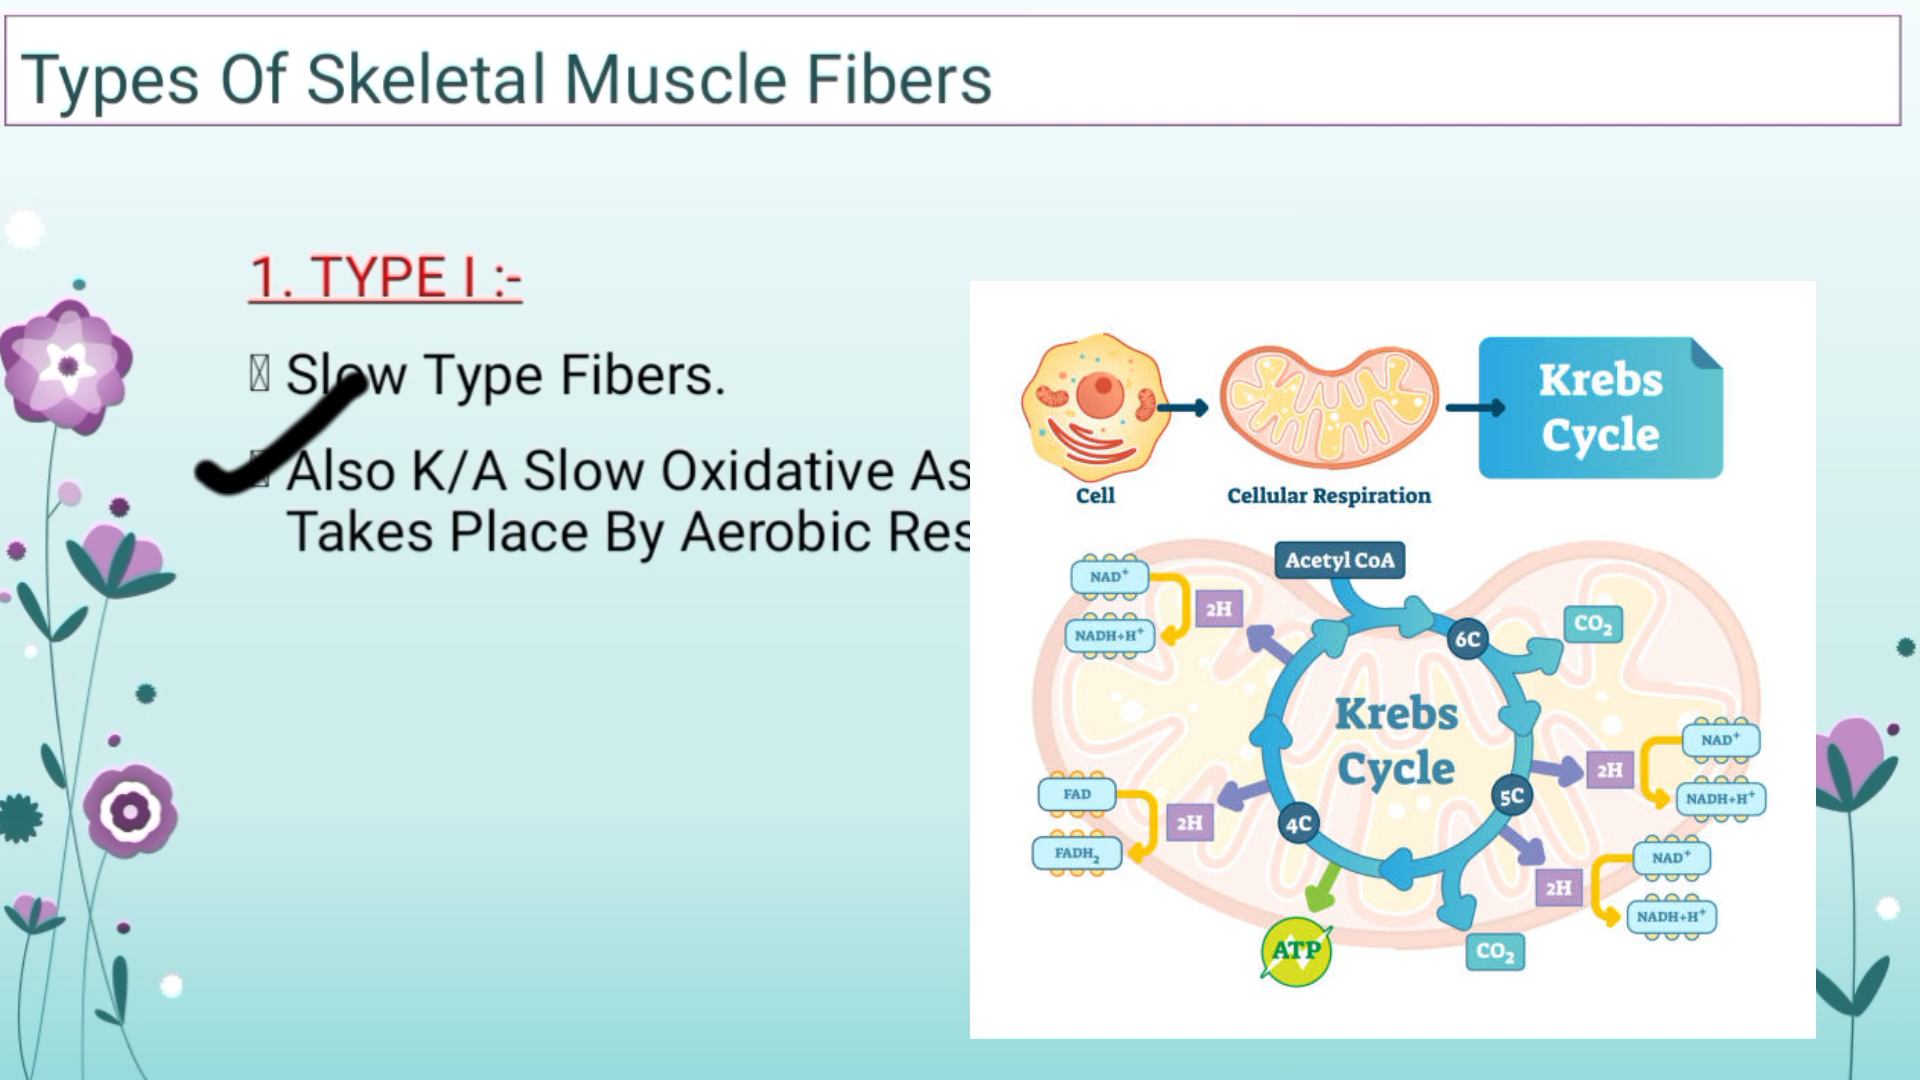 Types Of Skeletal Muscle Fibers
1. TYPE I :-
Slow Type Fibers.
Also K/A Slow Oxidative As
Takes Place By Aerobic Res
Krebs
Cycle
Cell
Cellular Respiration
Acetyl CoA
NAD+
2H
NADH+H+
6C
CO2
Krebs
Cycle
NAD+
2H
NADH+H+
5C
FAD
2H
FADH2
4C
NAD+
2H
NADH+H+
ATP
CO2